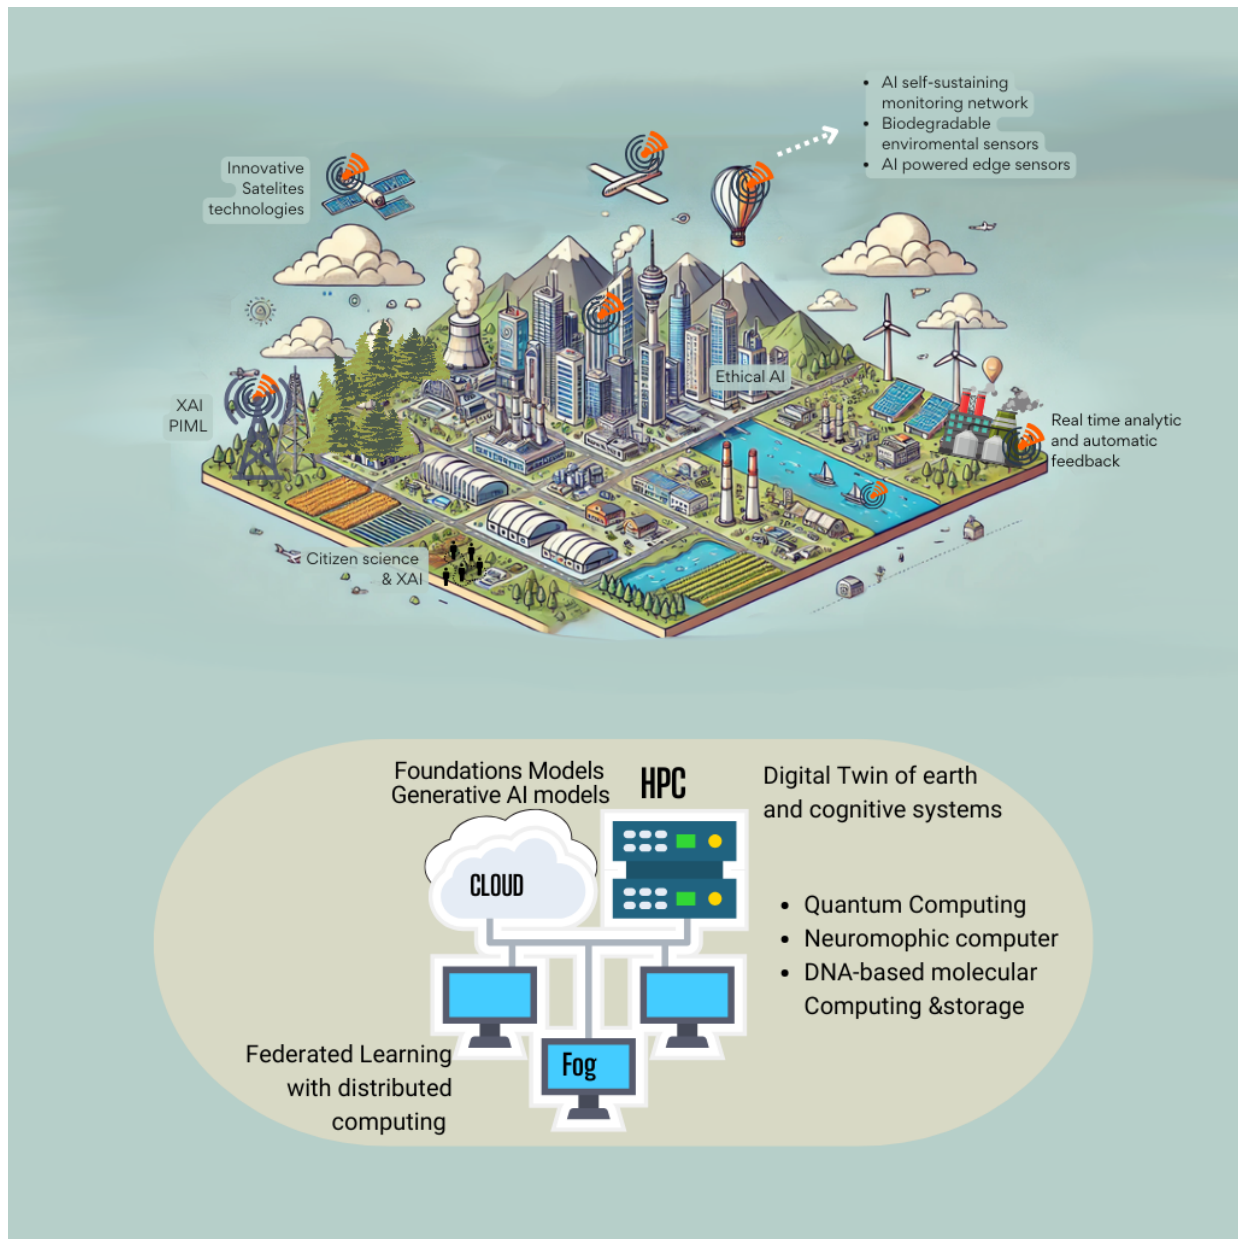 AI self-sustaining
monitoring network
Biodegradable
enviromental sensors
AI powered edge sensors
Innovative
Satelites
technologies
Ethical AI
XAI
PIML
Real time analytic
and automatic
feedback
Citizen science
& XAI
Foundations Models
Generative AI models
HPC
Digital Twin of earth
and cognitive systems
CLOUD
Quantum Computing
Neuromophic computer
DNA-based molecular
Computing &storage
Federated Learning
with distributed
computing
Fog